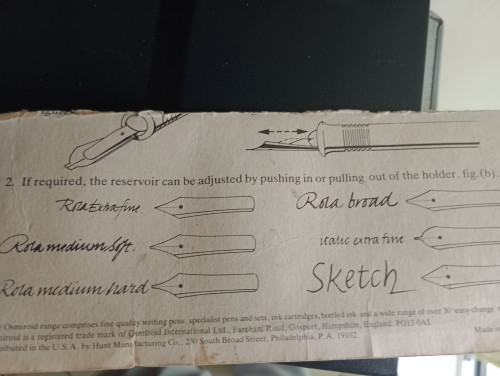 2. If required, the reservoir can be adjusted by pushing in or pulling out of the holder. fig.(b).
Rola Extra fine
Rola broad
Rola medium soft.
italic extra fine
Rola medium hard
Sketch
Osmiroid range comprises fine quality writing pens, specialist pens and sets, ink cartridges, bottled ink and a wide range of over 30 easy-change
is a registered trade mark of Osmiroid International Ltd., Fareham Road, Gosport, Hampshire, England. PO13 0AL
in the U.S.A. by Hunt Manufacturing Co., 230 South Broad Street, Philadelphia, P.A. 19102. Made